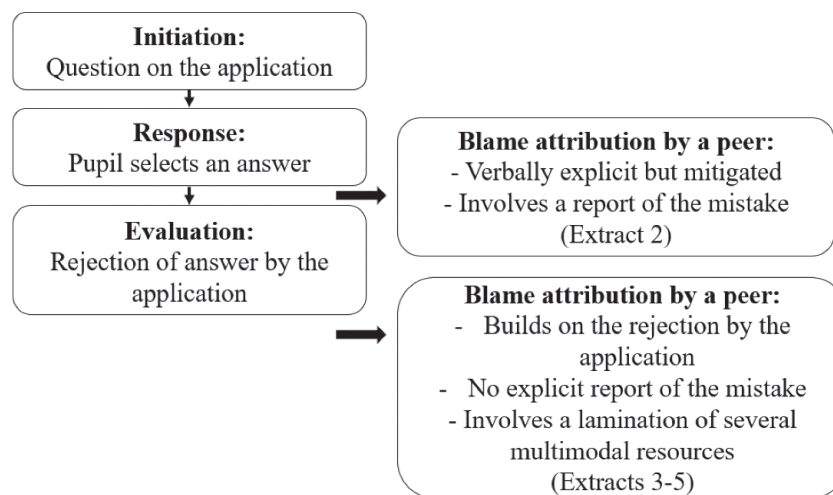 Initiation:
Question on the application
Response:
Pupil selects an answer
Evaluation:
Rejection of answer by the
application
Blame attribution by a peer:
- Verbally explicit but mitigated
- Involves a report of the mistake
(Extract 2)
Blame attribution by a peer:
- Builds on the rejection by the
application
- No explicit report of the mistake
- Involves a lamination of several
multimodal resources
(Extracts 3-5)